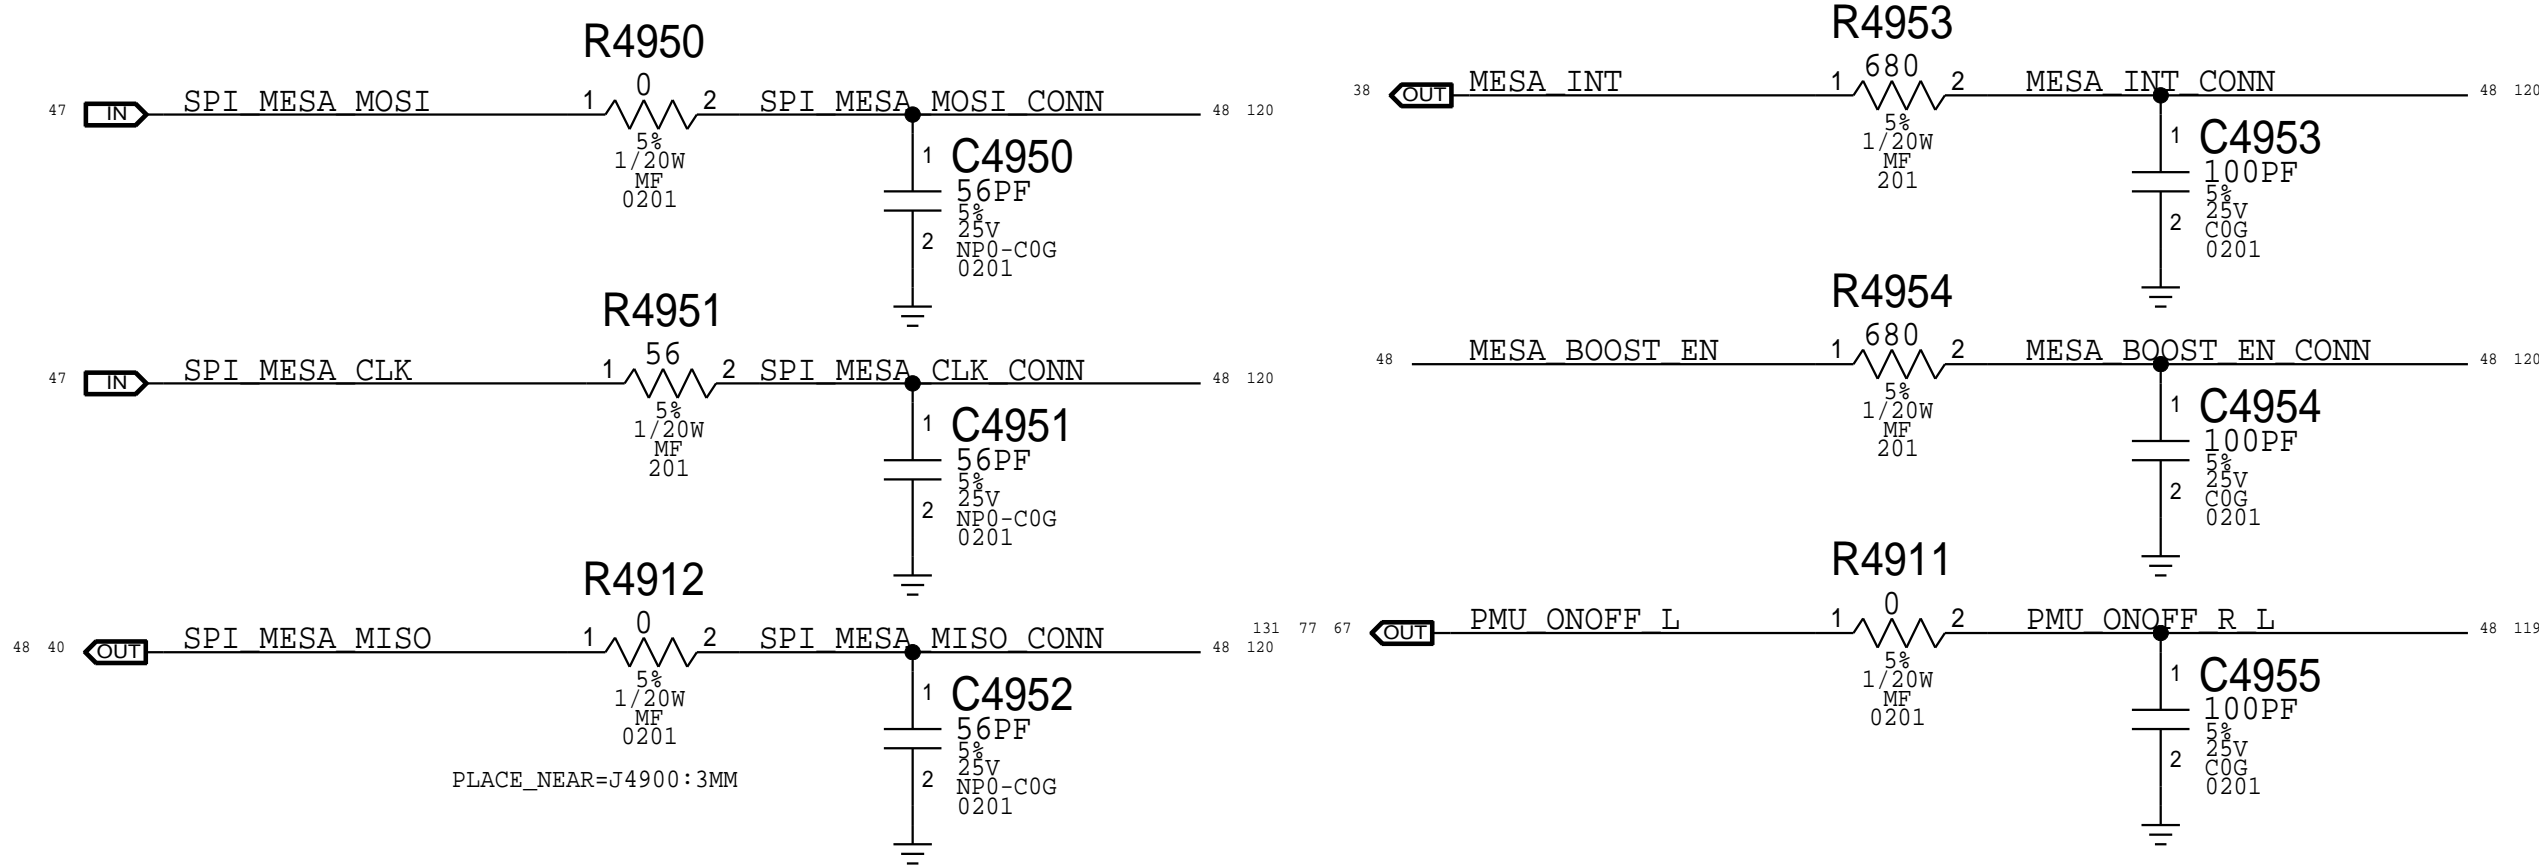 R4950
0
47 IN SPI_MESA_MOSI 1 2 SPI_MESA_MOSI_CONN 48 120
5%
1/20W
MF
0201
1 C4950
56PF
5%
25V
2 NP0-C0G
0201
R4951
56
47 IN SPI_MESA_CLK 1 2 SPI_MESA_CLK_CONN 48 120
5%
1/20W
MF
201
1 C4951
56PF
5%
25V
2 NP0-C0G
0201
R4912
0
48 40 OUT SPI_MESA_MISO 1 2 SPI_MESA_MISO_CONN 48 120
5%
1/20W
MF
0201
1 C4952
56PF
5%
25V
2 NP0-C0G
0201
PLACE_NEAR=J4900:3MM
R4953
680
38 OUT MESA_INT 1 2 MESA_INT_CONN 48 120
5%
1/20W
MF
201
1 C4953
100PF
5%
25V
2 C0G
0201
R4954
680
48 MESA_BOOST_EN 1 2 MESA_BOOST_EN_CONN 48 120
5%
1/20W
MF
201
1 C4954
100PF
5%
25V
2 C0G
0201
R4911
0
131 77 67 OUT PMU_ONOFF_L 1 2 PMU_ONOFF_R_L 48 119
5%
1/20W
MF
0201
1 C4955
100PF
5%
25V
2 C0G
0201